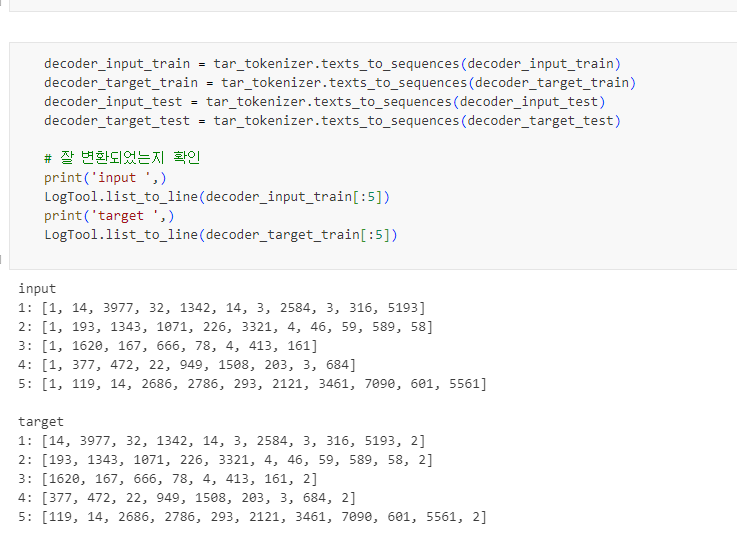 decoder_input_train = tar_tokenizer.texts_to_sequences(decoder_input_train)
decoder_target_train = tar_tokenizer.texts_to_sequences(decoder_target_train)
decoder_input_test = tar_tokenizer.texts_to_sequences(decoder_input_test)
decoder_target_test = tar_tokenizer.texts_to_sequences(decoder_target_test)
# 잘 변환되었는지 확인
print('input ',)
LogTool.list_to_line(decoder_input_train[:5])
print('target ',)
LogTool.list_to_line(decoder_target_train[:5])
input
1: [1, 14, 3977, 32, 1342, 14, 3, 2584, 3, 316, 5193]
2: [1, 193, 1343, 1071, 226, 3321, 4, 46, 59, 589, 58]
3: [1, 1620, 167, 666, 78, 4, 413, 161]
4: [1, 377, 472, 22, 949, 1508, 203, 3, 684]
5: [1, 119, 14, 2686, 2786, 293, 2121, 3461, 7090, 601, 5561]
target
1: [14, 3977, 32, 1342, 14, 3, 2584, 3, 316, 5193, 2]
2: [193, 1343, 1071, 226, 3321, 4, 46, 59, 589, 58, 2]
3: [1620, 167, 666, 78, 4, 413, 161, 2]
4: [377, 472, 22, 949, 1508, 203, 3, 684, 2]
5: [119, 14, 2686, 2786, 293, 2121, 3461, 7090, 601, 5561, 2]